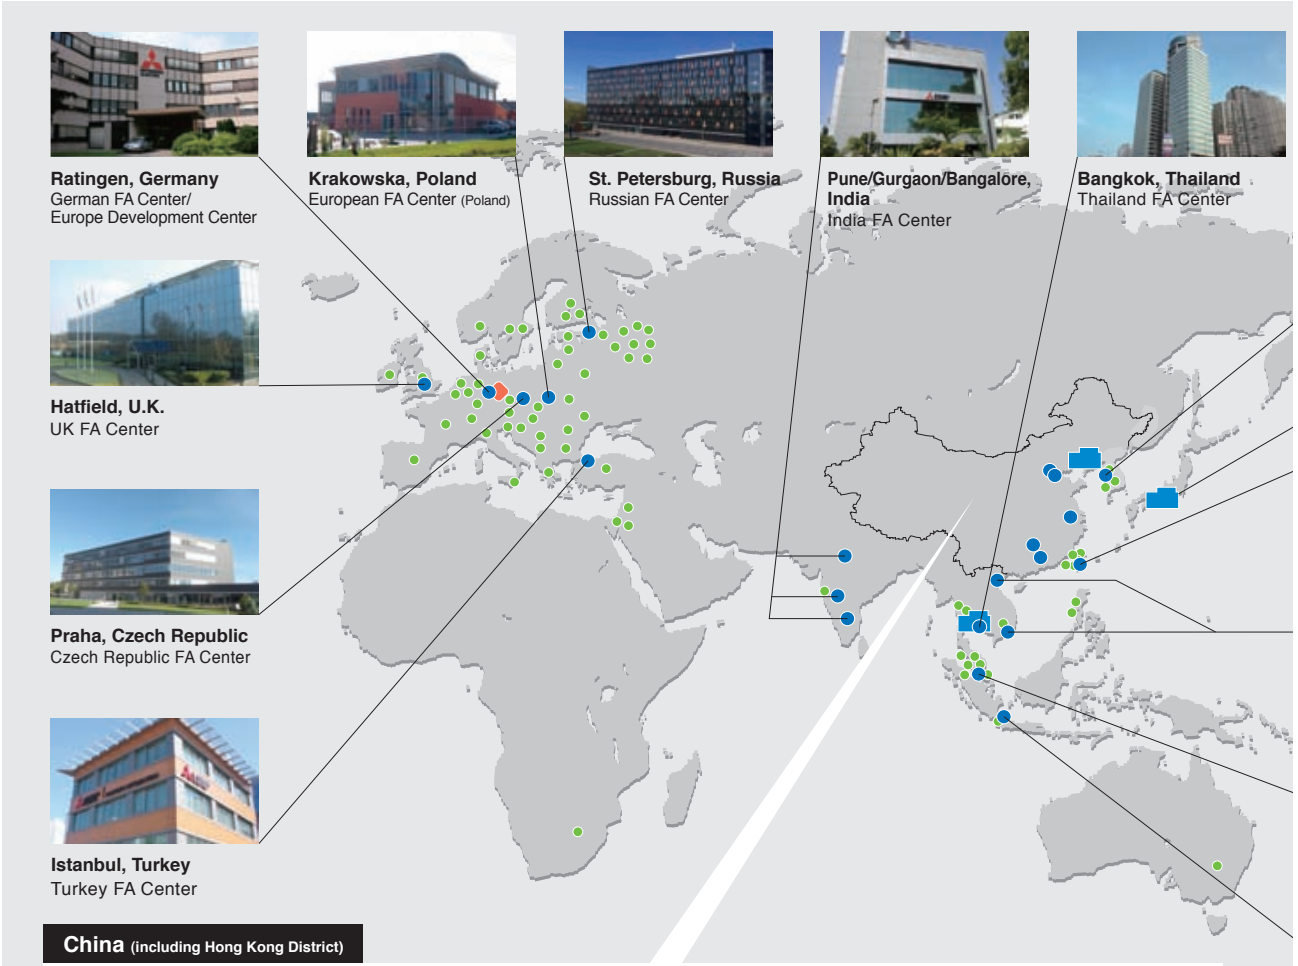 Ratingen, Germany
German FA Center/
Europe Development Center
Krakowska, Poland
European FA Center (Poland)
St. Petersburg, Russia
Russian FA Center
Pune/Gurgaon/Bangalore,
India
India FA Center
Bangkok, Thailand
Thailand FA Center
Hatfield, U.K.
UK FA Center
Praha, Czech Republic
Czech Republic FA Center
Istanbul, Turkey
Turkey FA Center
China (including Hong Kong District)